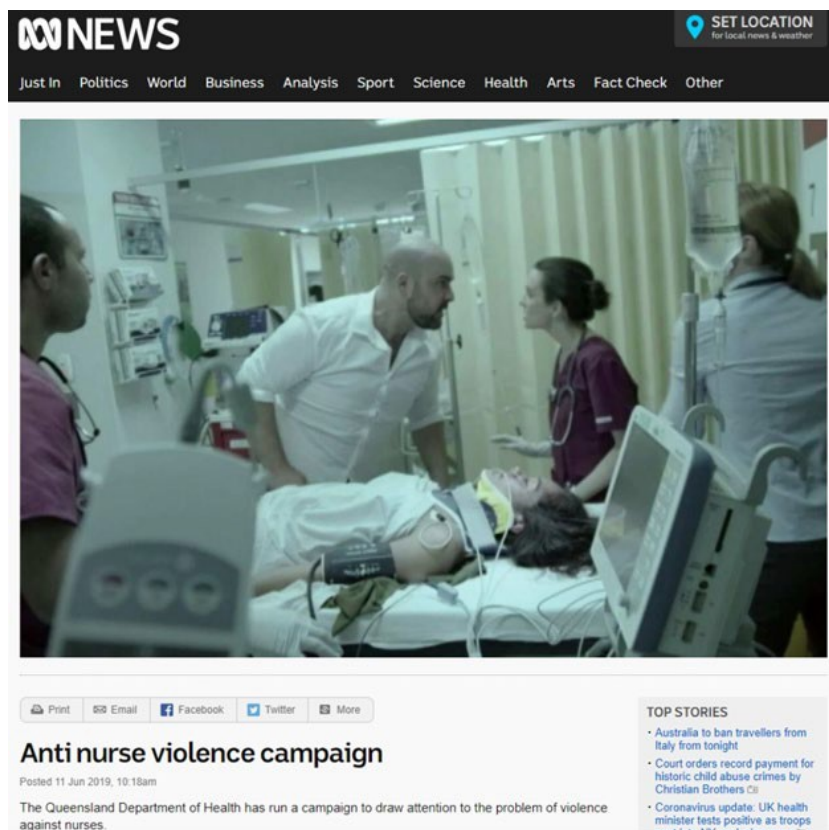 NEWS
SET LOCATION
for local news & weather
Just In Politics World Business Analysis Sport Science Health Arts Fact Check Other
Print Email Facebook Twitter More
Anti nurse violence campaign
Posted 11 Jun 2019, 10:18am
The Queensland Department of Health has run a campaign to draw attention to the problem of violence
against nurses.
TOP STORIES
· Australia to ban travellers from
Italy from tonight
· Court orders record payment for
historic child abuse crimes by
Christian Brothers
· Coronavirus update: UK health
minister tests positive as troops